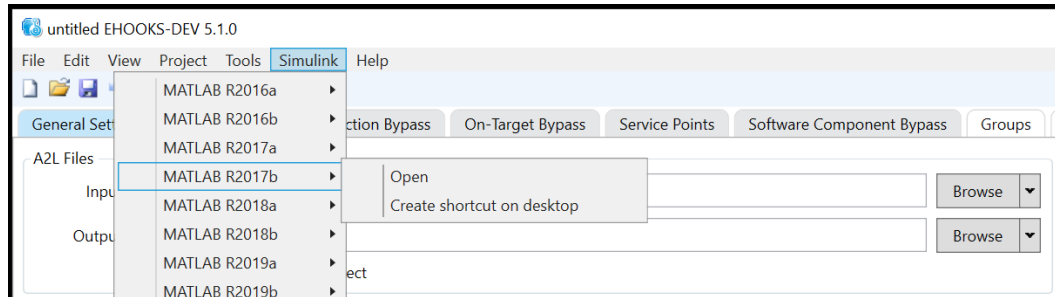 untitled EHOOKS-DEV 5.1.0
File Edit View Project Tools Simulink Help
MATLAB R2016a
MATLAB R2016b
General Sett
ction Bypass On-Target Bypass Service Points Software Component Bypass Groups
MATLAB R2017a
A2L Files
MATLAB R2017b Open
Inpu
Browse
MATLAB R2018a Create shortcut on desktop
Outpu
MATLAB R2018b
Browse
MATLAB R2019a
ect
MATLAB R2019b